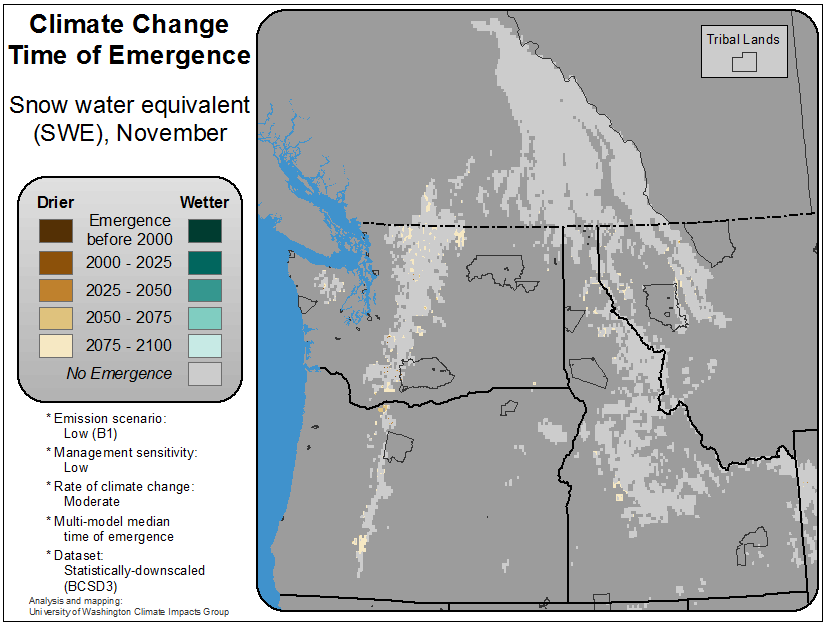 Climate Change
Time of Emergence
Snow water equivalent
(SWE), November
Drier
Wetter
Emergence
before 2000
2000 - 2025
2025 - 2050
2050 - 2075
2075 - 2100
No Emergence
* Emission scenario:
Low (B1)
* Management sensitivity:
Low
* Rate of climate change:
Moderate
* Multi-model median
time of emergence
* Dataset:
Statistically-downscaled
(BCSD3)
Analysis and mapping:
University of Washington Climate Impacts Group
Tribal Lands